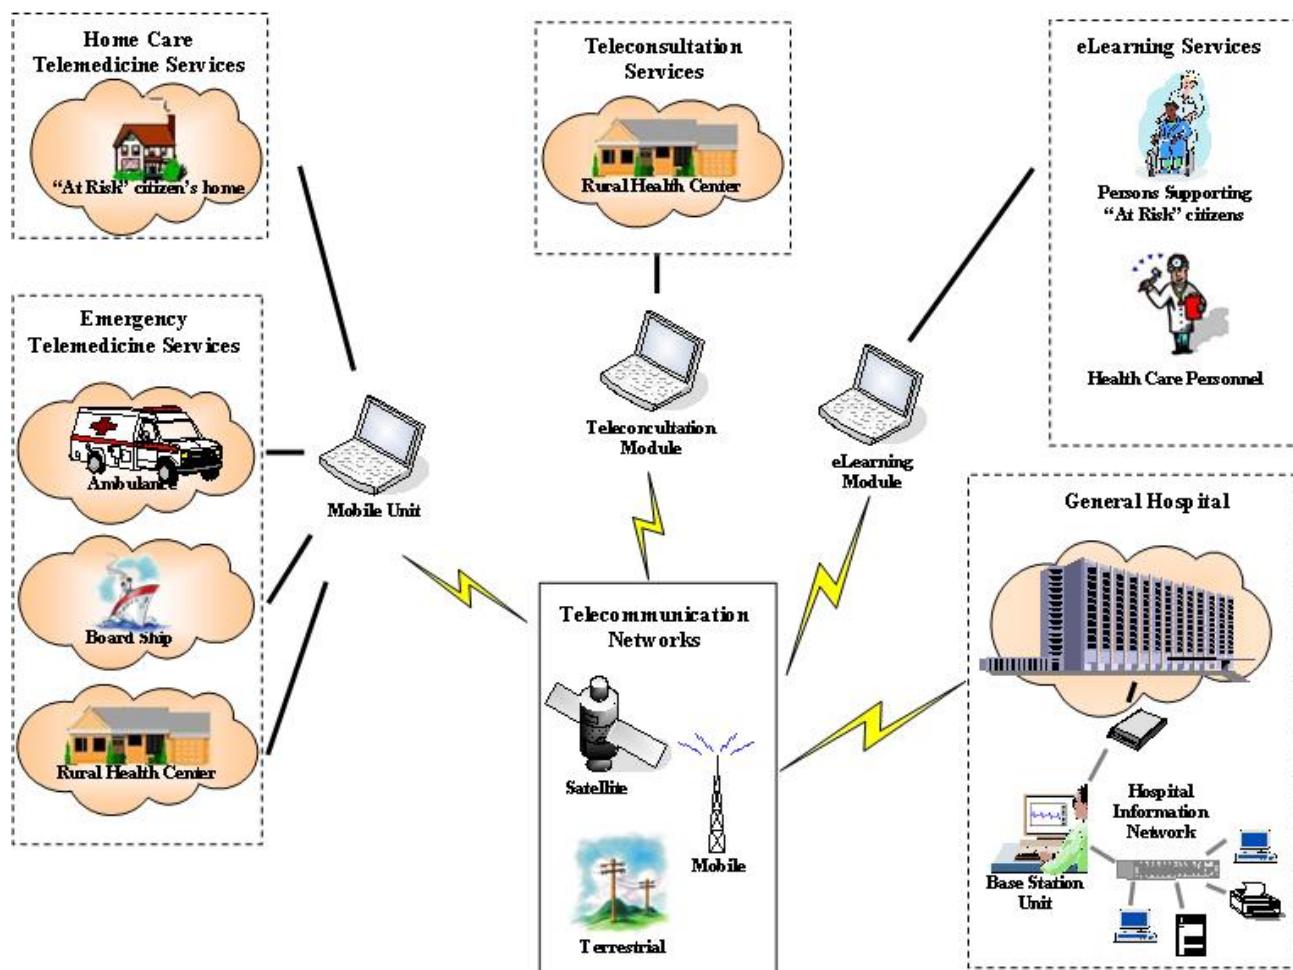 Home Care
Telemedicine Services
"At Risk" citizen's home
Emergency
Telemedicine Services
Ambulance
Board Ship
Rural Health Center
Mobile Unit
Teleconsultation
Services
Rural Health Center
Teleconcultation
Module
eLearning Services
Persons Supporting
"At Risk" citizens
Health Care Personnel
eLearning
Module
Telecommunication
Networks
Satellite
Mobile
Terrestrial
General Hospital
Hospital
Information
Network
Base Station
Unit